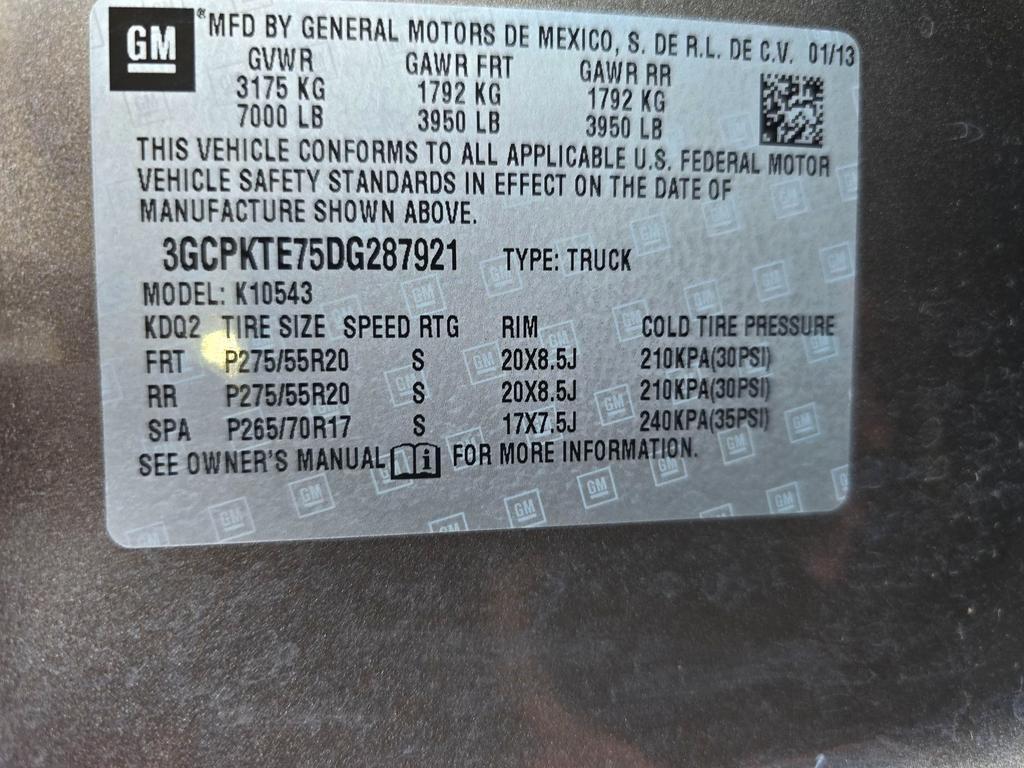 GM ® MFD BY GENERAL MOTORS DE MEXICO, S. DE R.L. DE C.V. 01/13
GVWR GAWR FRT GAWR RR
3175 KG 1792 KG 1792 KG
7000 LB 3950 LB 3950 LB
THIS VEHICLE CONFORMS TO ALL APPLICABLE U.S. FEDERAL MOTOR
VEHICLE SAFETY STANDARDS IN EFFECT ON THE DATE OF
MANUFACTURE SHOWN ABOVE.
3GCPKTE75DG287921 TYPE: TRUCK
MODEL: K10543
KDQ2 TIRE SIZE SPEED RTG RIM COLD TIRE PRESSURE
FRT P275/55R20 S 20X8.5J 210KPA(30PSI)
RR P275/55R20 S 20X8.5J 210KPA(30PSI)
SPA P265/70R17 S 17X7.5J 240KPA(35PSI)
SEE OWNER'S MANUAL i FOR MORE INFORMATION.